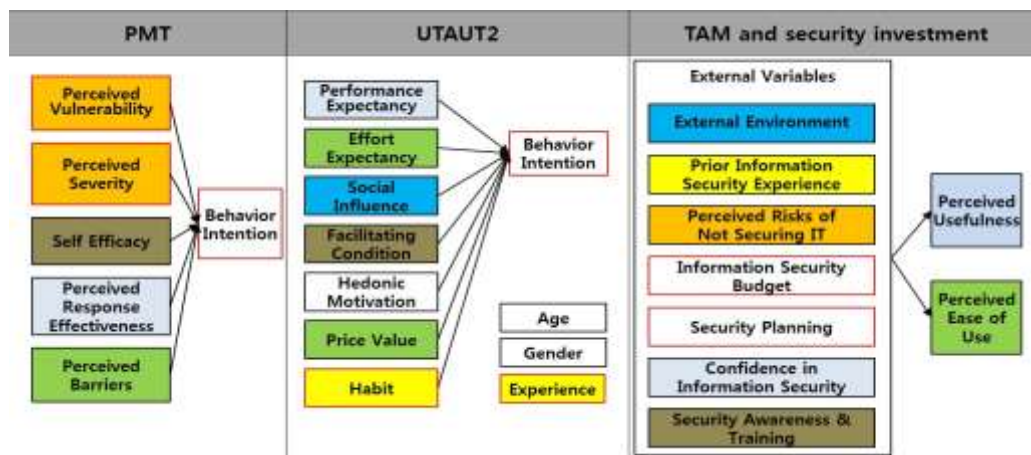 PMT
UTAUT2
TAM and security investment
Perceived
Vulnerability
Perceived
Severity
Self Efficacy
Perceived
Response
Effectiveness
Perceived
Barriers
Behavior
Intention
Performance
Expectancy
Effort
Expectancy
Social
Influence
Facilitating
Condition
Hedonic
Motivation
Price Value
Habit
Behavior
Intention
Age
Gender
Experience
External Variables
External Environment
Prior Information
Security Experience
Perceived Risks of
Not Securing IT
Information Security
Budget
Security Planning
Confidence in
Information Security
Security Awareness &
Training
Perceived
Usefulness
Perceived
Ease of
Use